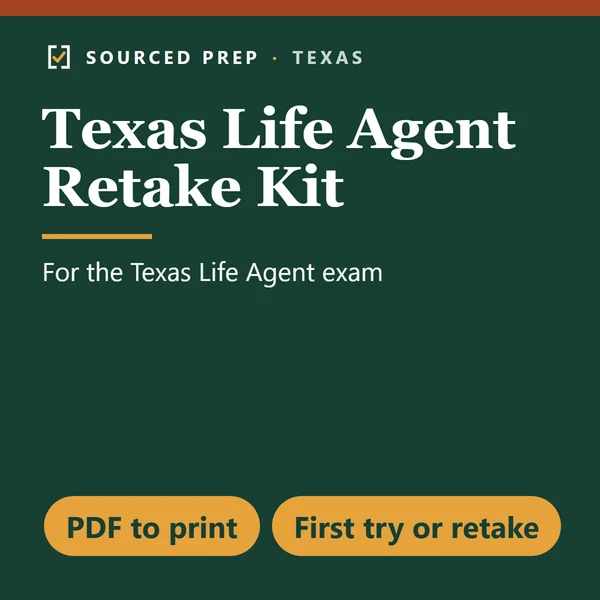 SOURCED PREP · TEXAS
Texas Life Agent
Retake Kit
For the Texas Life Agent exam
PDF to print
First try or retake